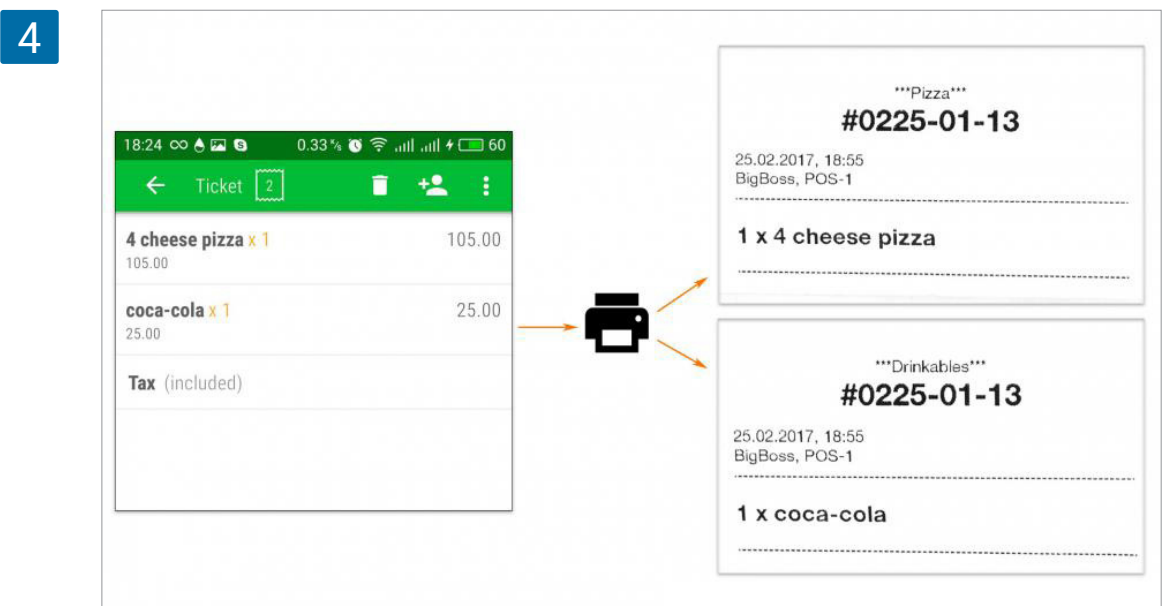 4
18:24 0.33 K/s 60
Ticket 2
4 cheese pizza x 1 105.00
105.00
coca-cola x 1 25.00
25.00
Tax (included)
***Pizza***
#0225-01-13
25.02.2017, 18:55
BigBoss, POS-1
1 x 4 cheese pizza
***Drinkables***
#0225-01-13
25.02.2017, 18:55
BigBoss, POS-1
1 x coca-cola